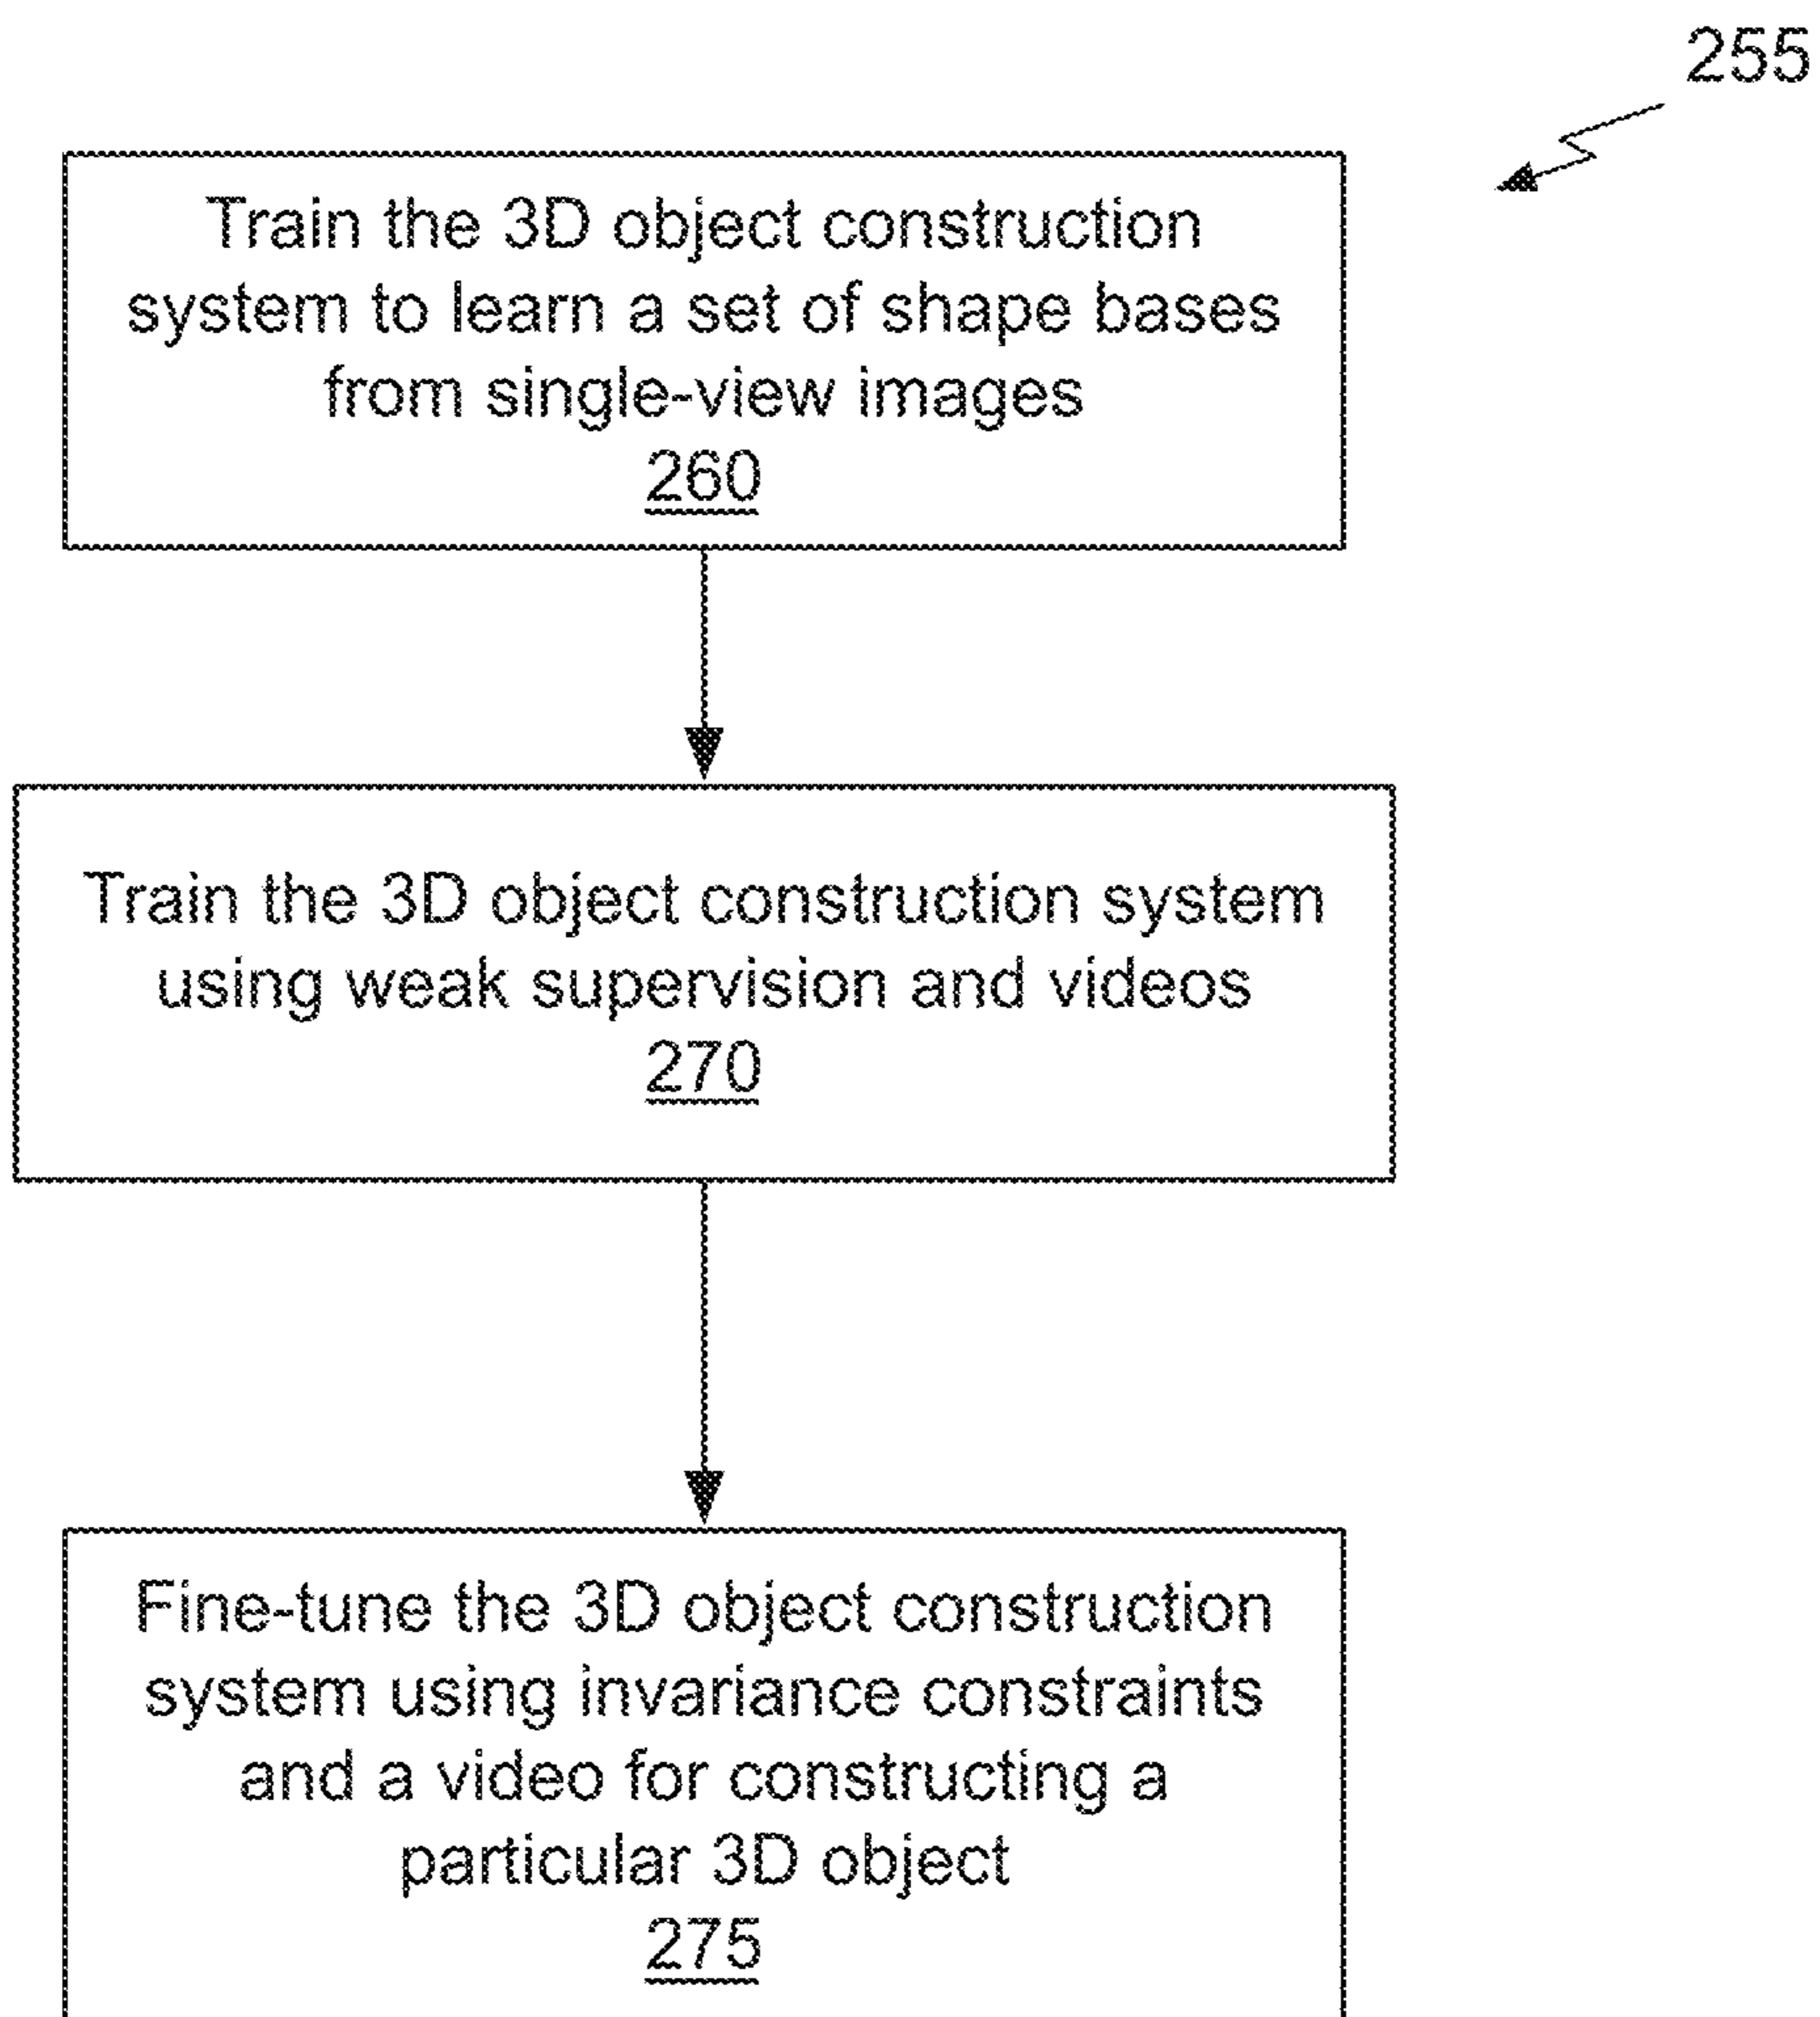 255
Train the 3D object construction
system to learn a set of shape bases
from single-view images
260
Train the 3D object construction system
using weak supervision and videos
270
Fine-tune the 3D object construction
system using invariance constraints
and a video for constructing a
particular 3D object
275